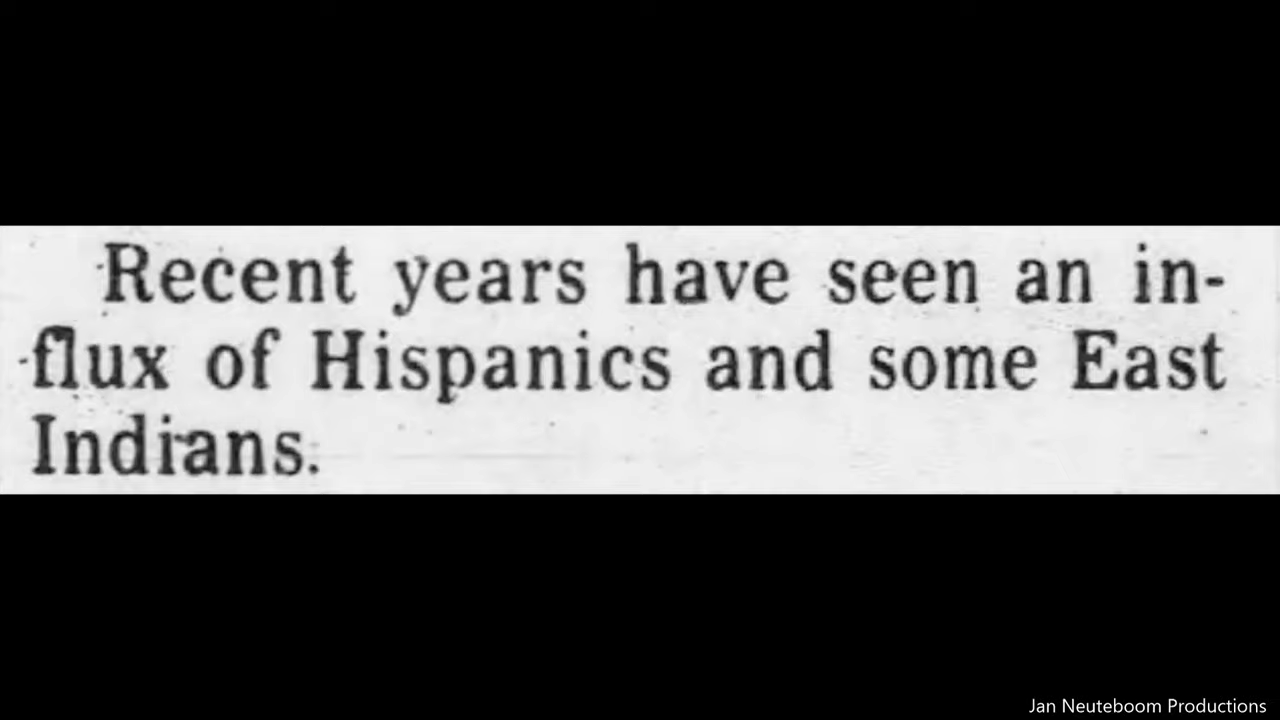 Recent years have seen an in-
flux of Hispanics and some East
Indians.
Jan Neuteboom Productions